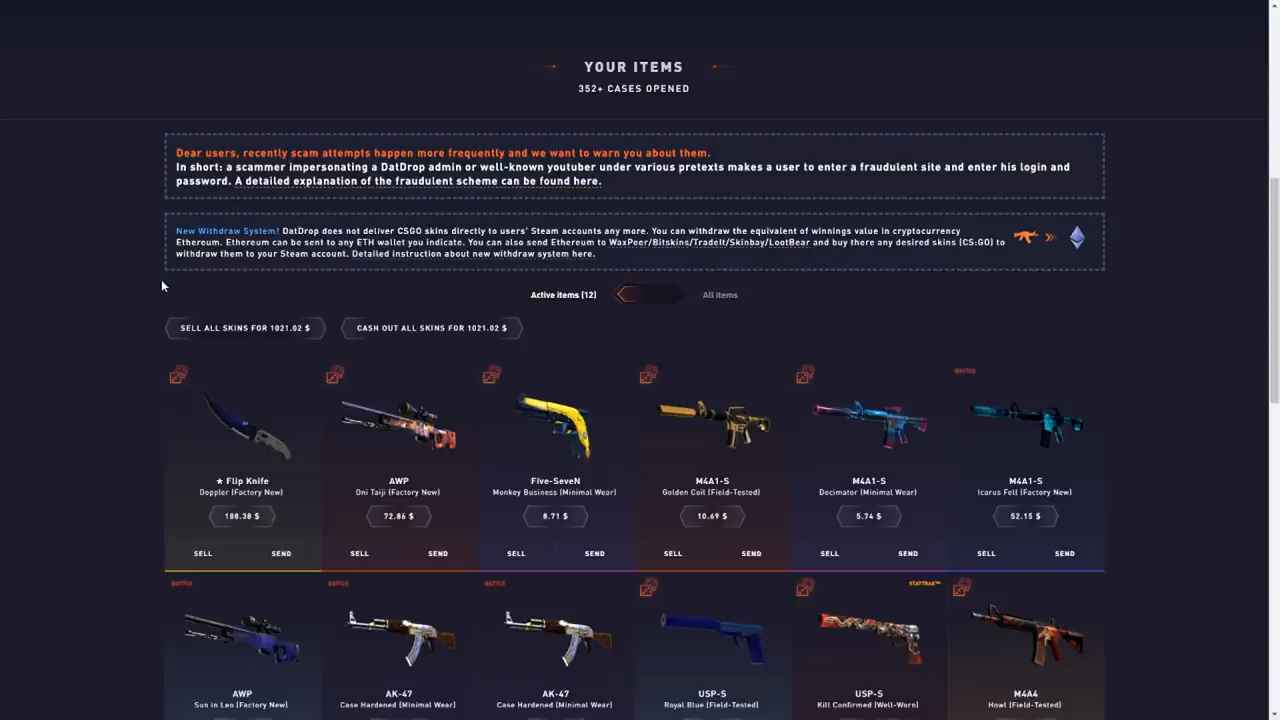 YOUR ITEMS
352+ CASES OPENED
Dear users, recently scam attempts happen more frequently and we want to warn you about them.
In short: a scammer impersonating a DatDrop admin or well-known youtuber under various pretexts makes a user to enter a fraudulent site and enter his login and
password. A detailed explanation of the fraudulent scheme can be found here.
New Withdraw System! DatDrop does not deliver CSGO skins directly to users' Steam accounts any more. You can withdraw the equivalent of winnings value in cryptocurrency
Ethereum. Ethereum can be sent to any ETH wallet you indicate. You can also send Ethereum to WaxPeer/Bitskins/TradeIt/Skinbay/LootBear and buy there any desired skins (CS:GO) to
withdraw them to your Steam account. Detailed instruction about new withdraw system here.
Active items (12) All items
SELL ALL SKINS FOR 1021.02 $ CASH OUT ALL SKINS FOR 1021.02 $
BATTLE
★ Flip Knife AWP Five-SeveN M4A1-S M4A1-S M4A1-S
Doppler (Factory New) Oni Taiji (Factory New) Monkey Business (Minimal Wear) Golden Coil (Field-Tested) Decimator (Minimal Wear) Icarus Fell (Factory New)
188.38 $ 72.86 $ 8.71 $ 10.69 $ 5.74 $ 52.15 $
SELL SEND SELL SEND SELL SEND SELL SEND SELL SEND SELL SEND
BATTLE BATTLE BATTLE STATTRAK™
AWP AK-47 AK-47 USP-S USP-S M4A4
Sun in Leo (Factory New) Case Hardened (Minimal Wear) Case Hardened (Minimal Wear) Royal Blue (Field-Tested) Kill Confirmed (Well-Worn) Howl (Field-Tested)